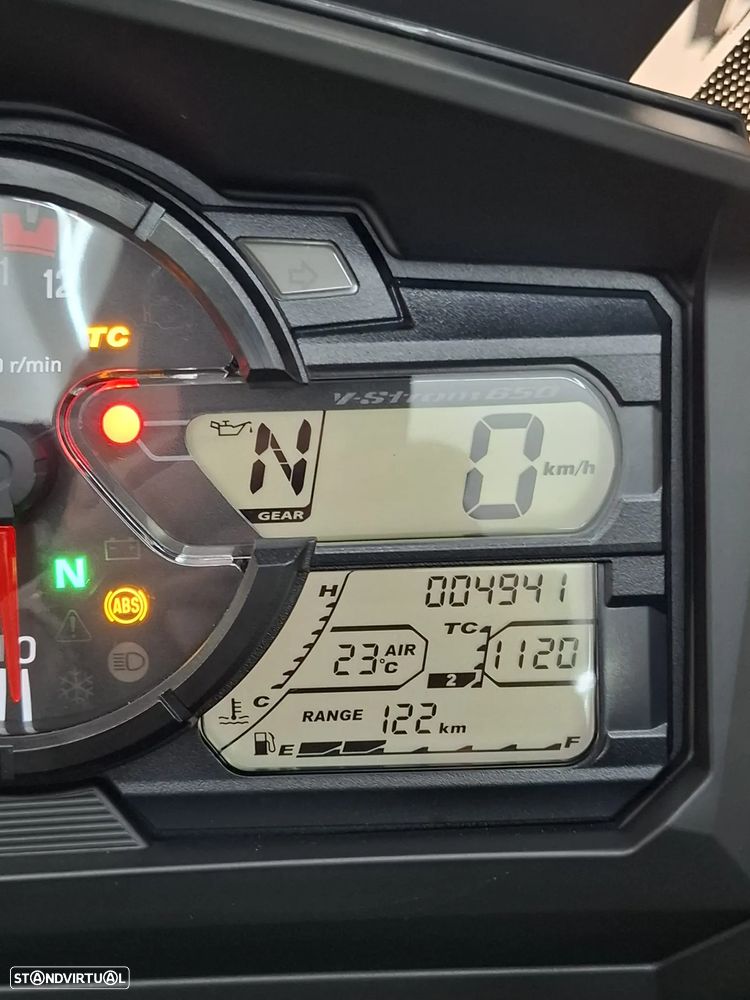 12
TC
r/min
V-Strom 650
N
GEAR
0
km/h
N
ABS
0
H
004941
23 °C AIR
TC
2
1120
C
RANGE 122 km
E
F
STANDVIRTUAL